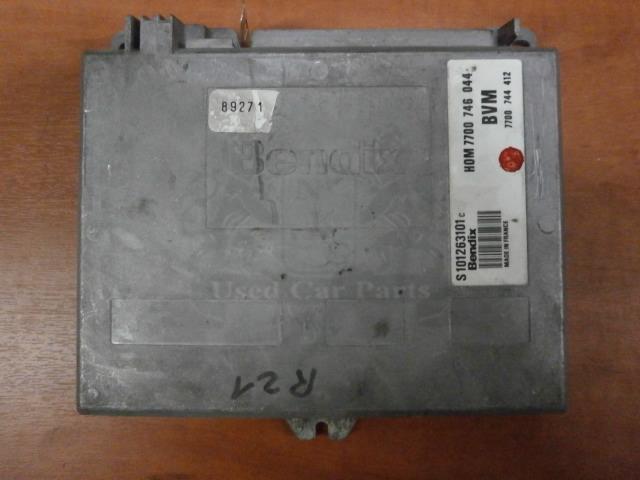 89271
Bendix
HOM 7700 746 044
BVM
7700 744 412
S101263101 c
Bendix
MADE IN FRANCE
Used Car Parts
R21